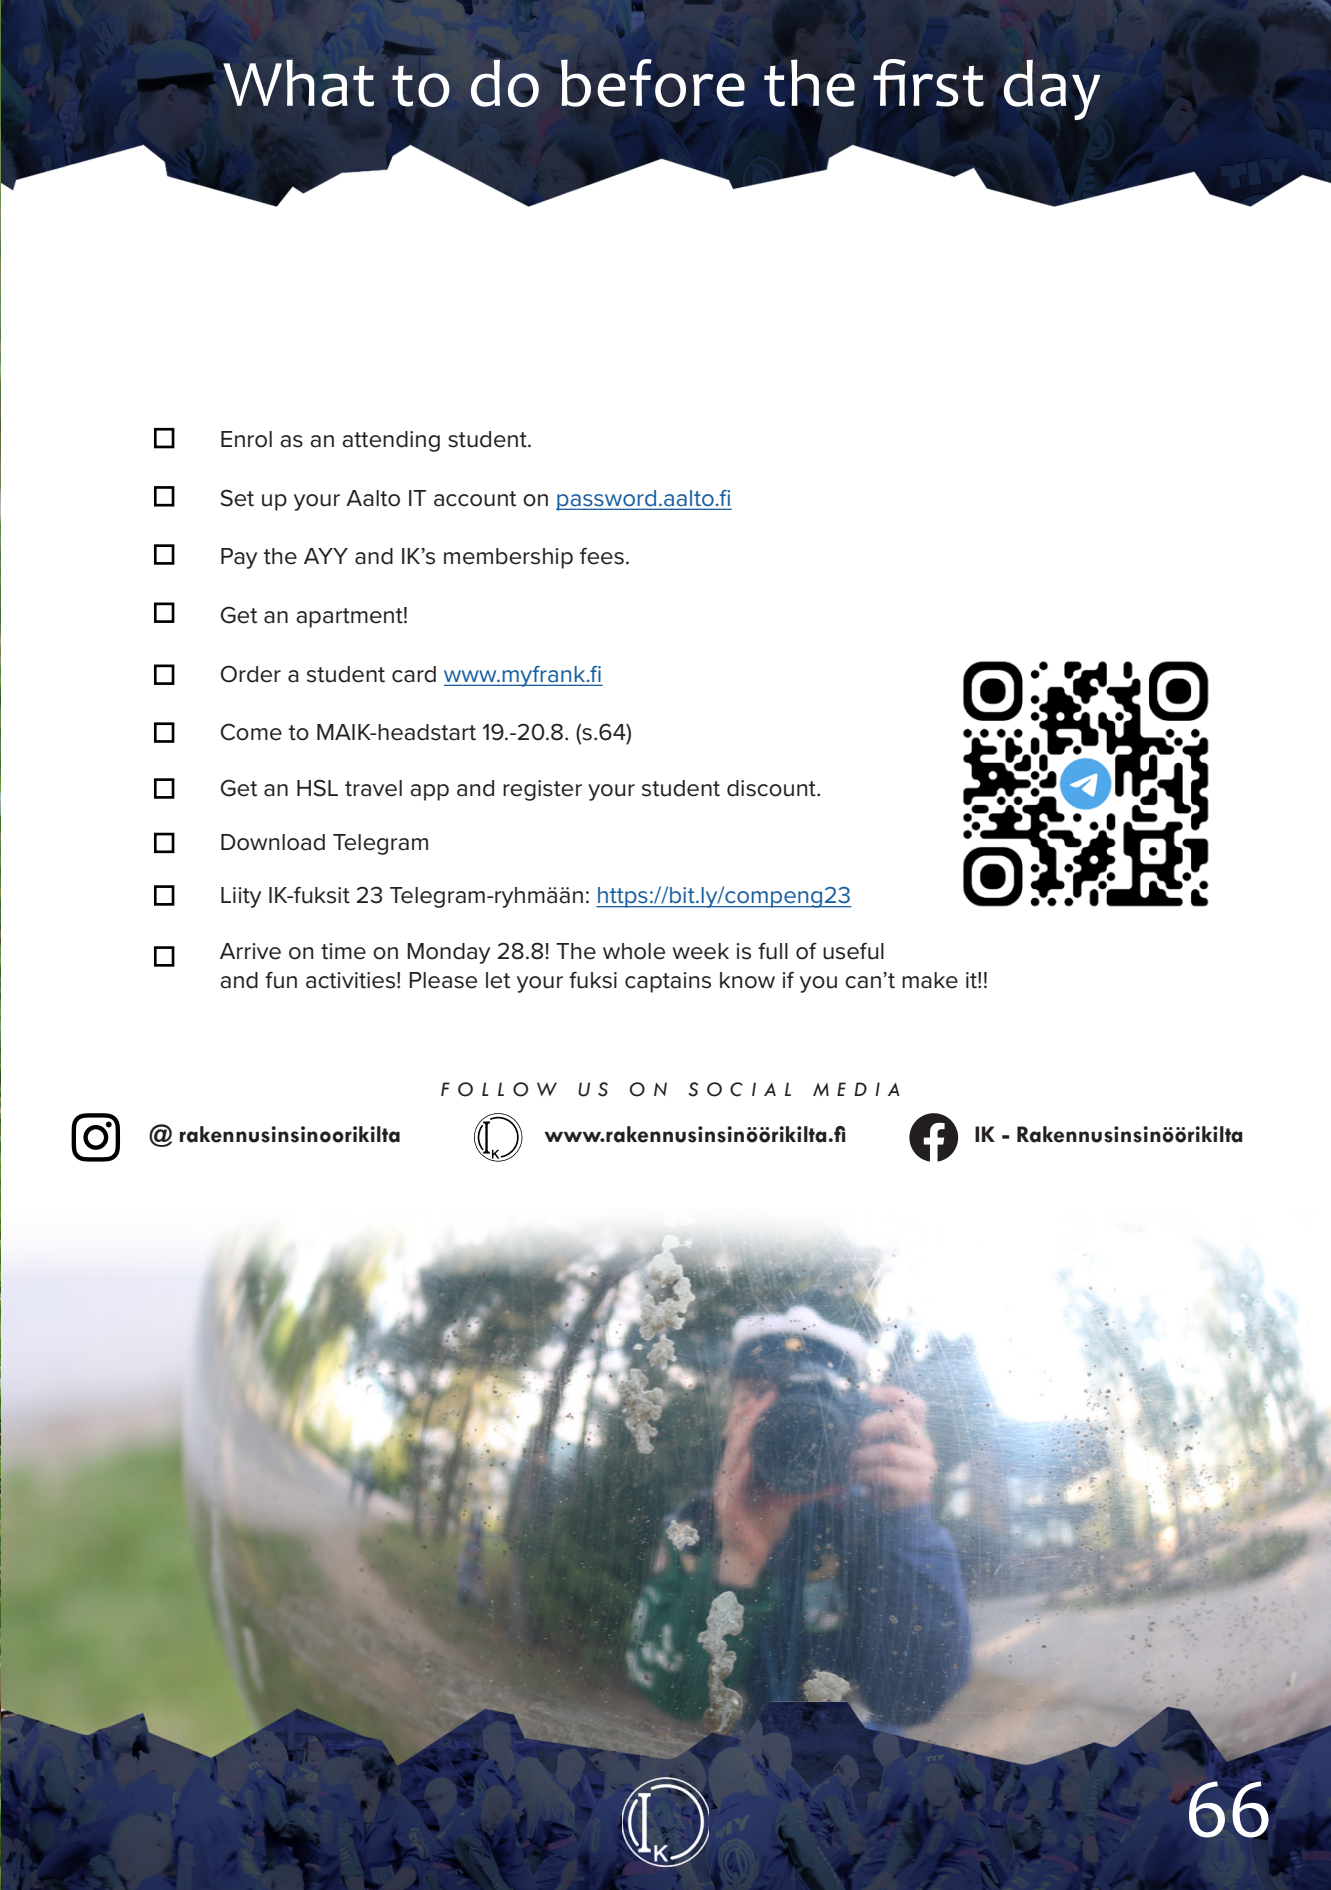 What to do before the first day
TIY
Enrol as an attending student.
Set up your Aalto IT account on password.aalto.fi
Pay the AYY and IK’s membership fees.
Get an apartment!
Order a student card www.myfrank.fi
Come to MAIK-headstart 19.-20.8. (s.64)
Get an HSL travel app and register your student discount.
Download Telegram
Liity IK-fuksit 23 Telegram-ryhmään: https://bit.ly/compeng23
Arrive on time on Monday 28.8! The whole week is full of useful
and fun activities! Please let your fuksi captains know if you can’t make it!!
FOLLOW US ON SOCIAL MEDIA
@ rakennusinsinoorikilta
IK
www.rakennusinsinöörikilta.fi
IK - Rakennusinsinöörikilta
IK
66